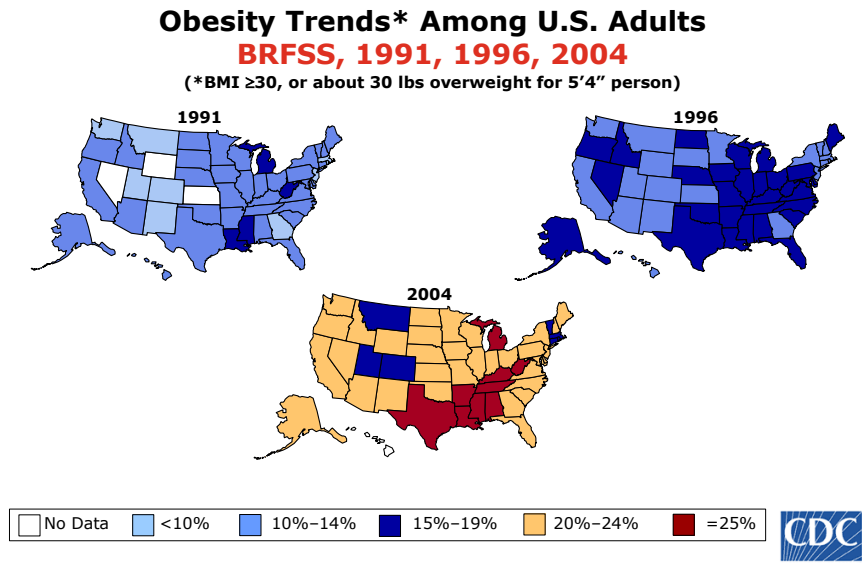 Obesity Trends* Among U.S. Adults
BRFSS, 1991, 1996, 2004
(*BMI ≥30, or about 30 lbs overweight for 5’4” person)
1991
1996
2004
No Data
<10%
10%–14%
15%–19%
20%–24%
=25%
CDC